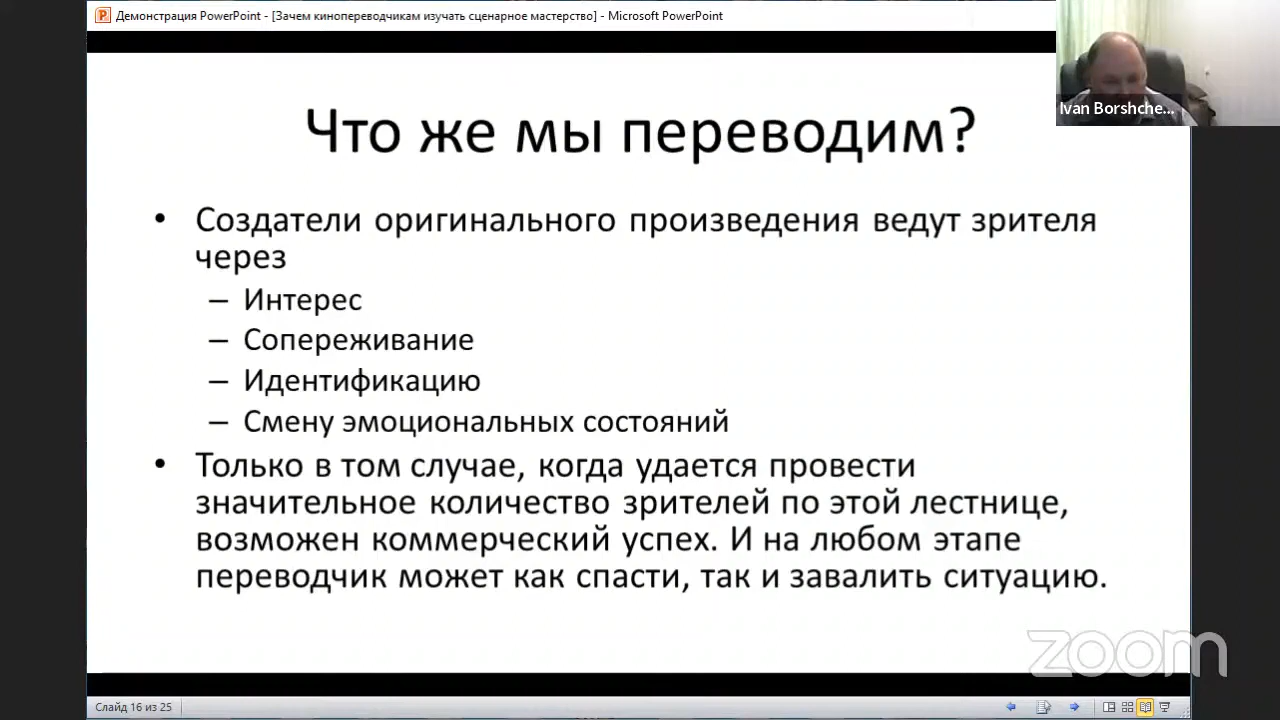 Демонстрация PowerPoint - [Зачем кинопереводчикам изучать сценарное мастерство] - Microsoft PowerPoint
Ivan Borshche...
Что же мы переводим?
• Создатели оригинального произведения ведут зрителя
через
– Интерес
– Сопереживание
– Идентификацию
– Смену эмоциональных состояний
• Только в том случае, когда удается провести
значительное количество зрителей по этой лестнице,
возможен коммерческий успех. И на любом этапе
переводчик может как спасти, так и завалить ситуацию.
zoom
Слайд 16 из 25